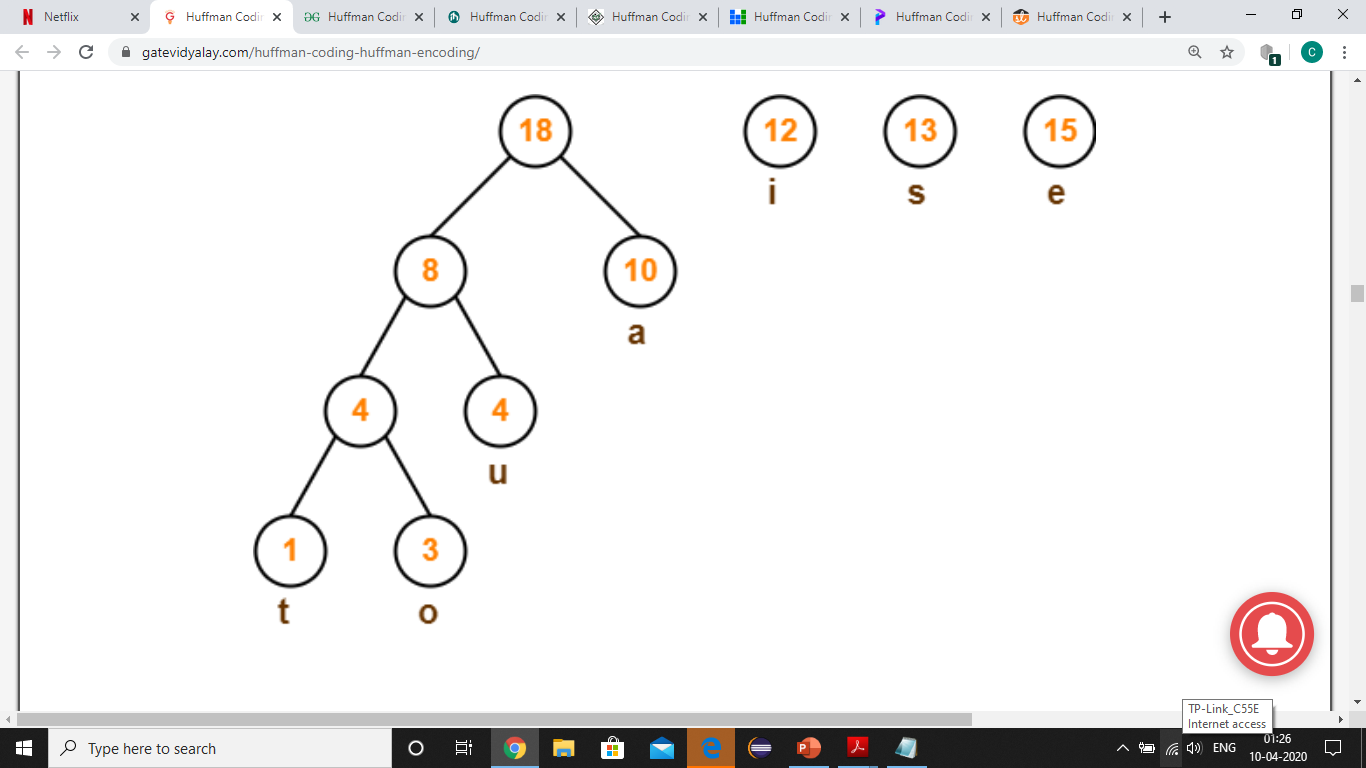 Netflix
Huffman Codi
Huffman Codi
Huffman Codi
Huffman Codi
Huffman Codi
Huffman Codi
Huffman Codi
gatevidyalay.com/huffman-coding-huffman-encoding/
1
C
18 12 13 15
i s e
8 10
a
4 4
u
1 3
t o
TP-Link_C55E
Internet access
Type here to search
ENG
01:26
10-04-2020